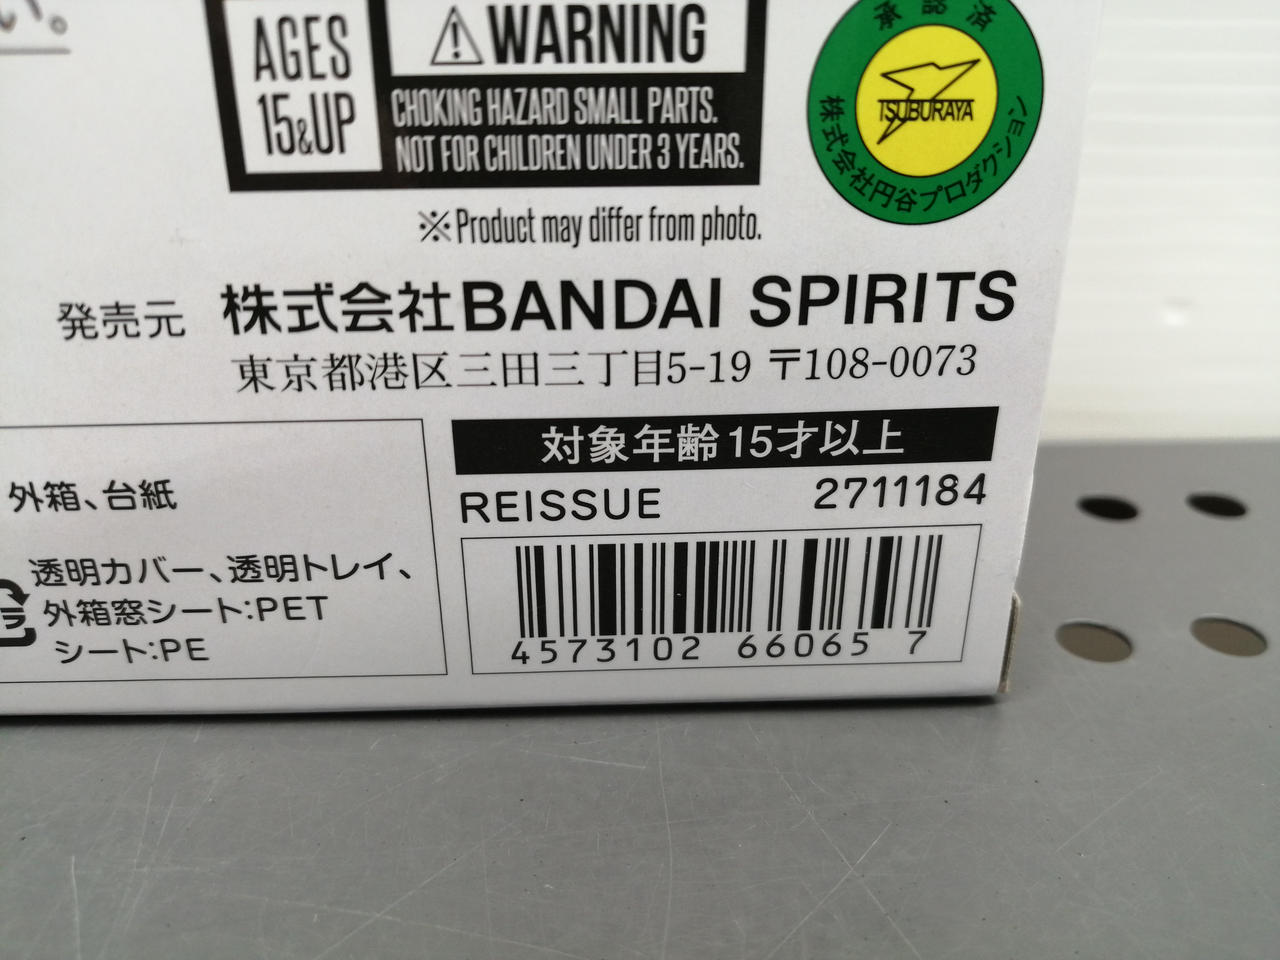 い。
AGES
15&UP
⚠WARNING
CHOKING HAZARD SMALL PARTS.
NOT FOR CHILDREN UNDER 3 YEARS.
承認済
TSUBURAYA
株式会社円谷プロダクション
※Product may differ from photo.
発売元 株式会社BANDAI SPIRITS
東京都港区三田三丁目5-19 〒108-0073
対象年齢15才以上
REISSUE 2711184
4573102 66065 7
外箱、台紙
透明カバー、透明トレイ、
外箱窓シート:PET
シート:PE